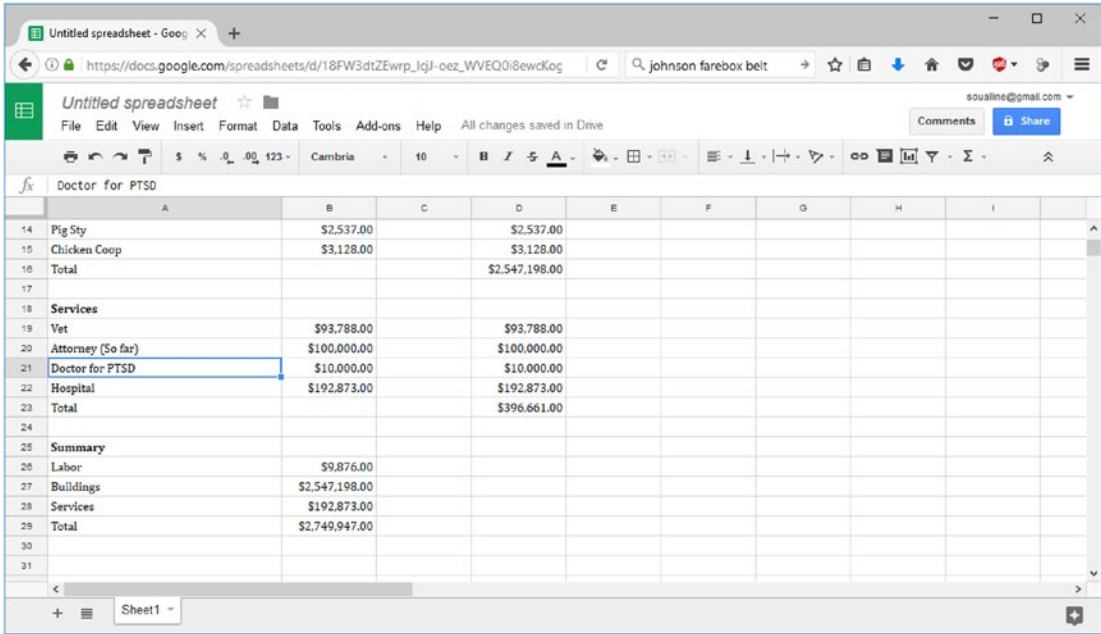 Untitled spreadsheet - Goog
https://docs.google.com/spreadsheets/d/18FW3dtZEwrp_IqjJ-oez_WVEQ0i8ewcKog johnson farebox belt
Untitled spreadsheet soualine@gmail.com
File Edit View Insert Format Data Tools Add-ons Help All changes saved in Drive Comments Share
$ % .0 .00 123 Cambria 10 B I S A
fx Doctor for PTSD
A B C D E F G H I
14 Pig Sty $2,537.00 $2,537.00
15 Chicken Coop $3,128.00 $3,128.00
16 Total $2,547,198.00
17
18 Services
19 Vet $93,788.00 $93,788.00
20 Attorney (So far) $100,000.00 $100,000.00
21 Doctor for PTSD $10,000.00 $10,000.00
22 Hospital $192,873.00 $192,873.00
23 Total $396,661.00
24
25 Summary
26 Labor $9,876.00
27 Buildings $2,547,198.00
28 Services $192,873.00
29 Total $2,749,947.00
30
31
Sheet1